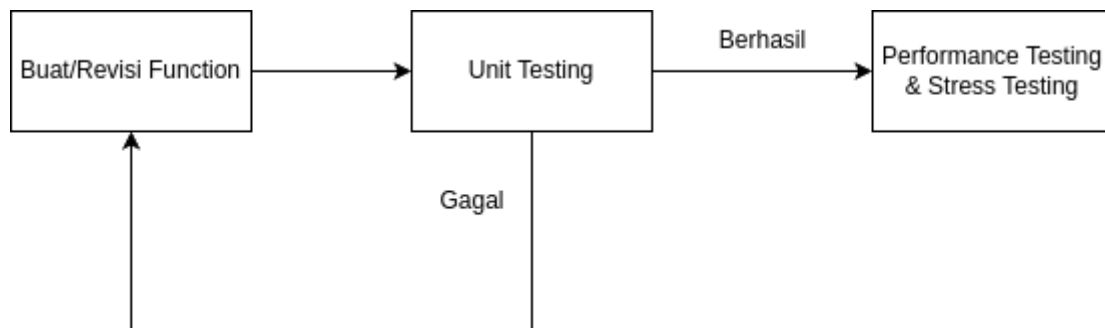 Buat/Revisi Function
Unit Testing
Berhasil
Performance Testing
& Stress Testing
Gagal